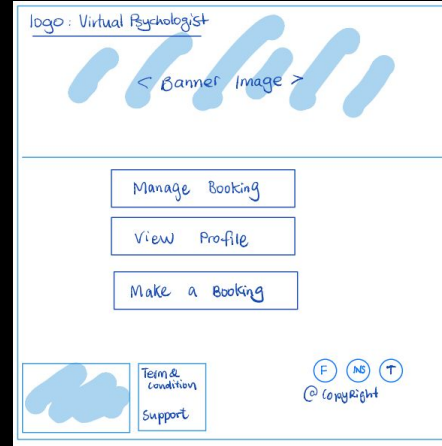 logo: Virtual Psychologist
< Banner Image >
Manage Booking
View Profile
Make a Booking
Term &
condition
Support
F INS T
@ Copyright